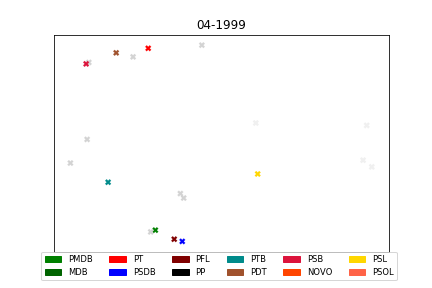 04-1999
PMDB PT PFL PTB PSB PSL
MDB PSDB PP PDT NOVO PSOL